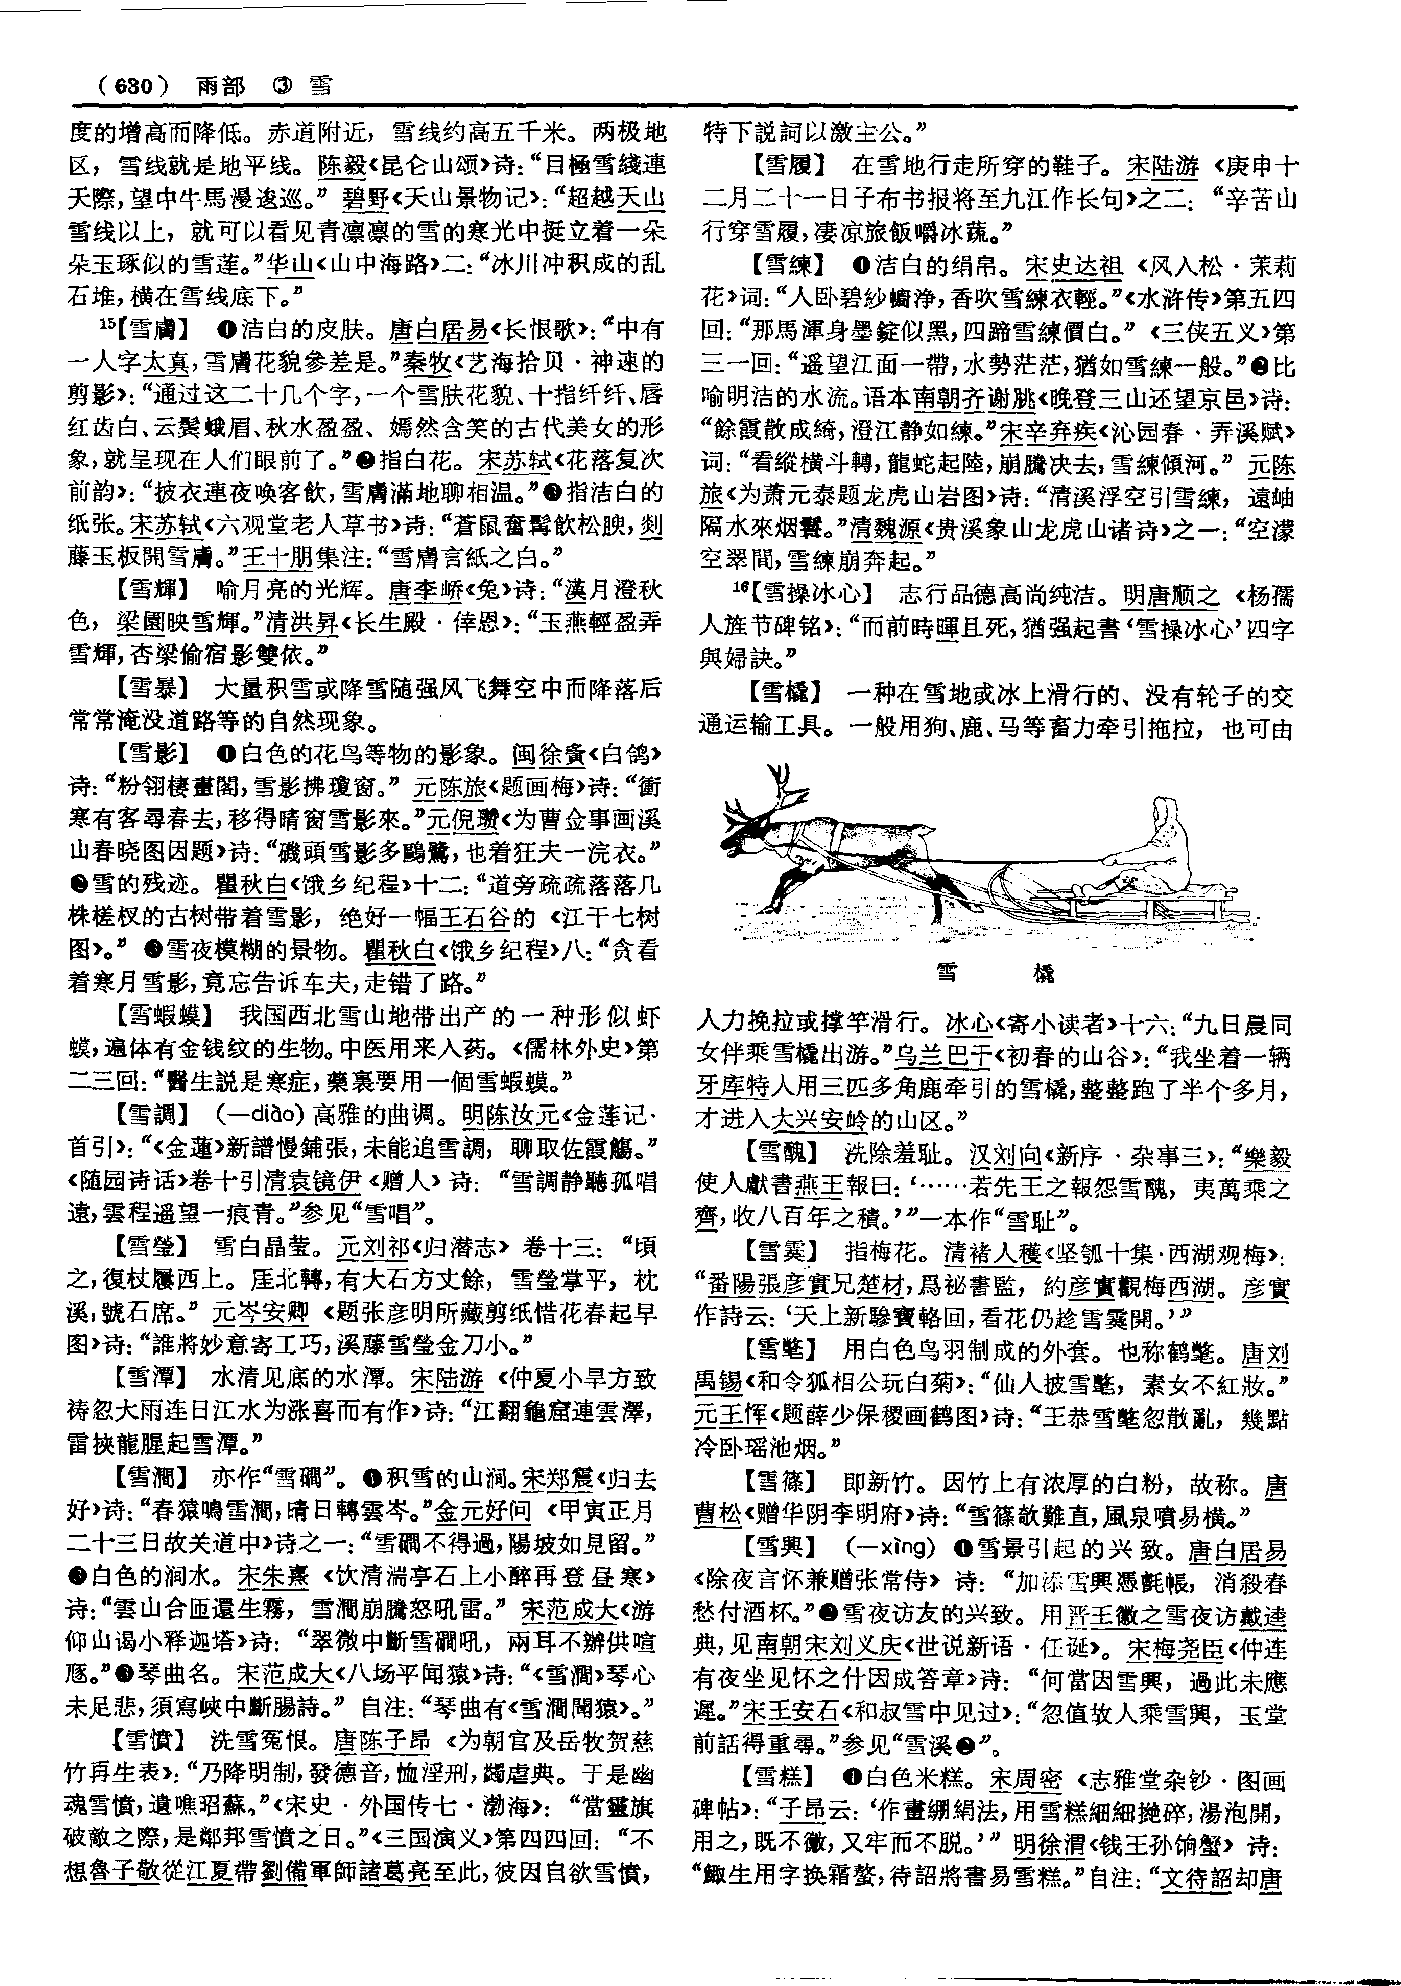 （630） 雨部 ③ 雪
度的增高而降低。赤道附近，雪线约高五千米。两极地
区，雪线就是地平线。陈毅《昆仑山颂》诗：“目極雪綫連
天際，望中牛馬漫逡巡。”碧野《天山景物记》：“超越天山
雪线以上，就可以看见青凛凛的雪的寒光中挺立着一朵
朵玉琢似的雪莲。”华山《山中海路》二：“冰川冲积成的乱
石堆，横在雪线底下。”
15【雪膚】 ❶洁白的皮肤。唐白居易《长恨歌》：“中有
一人字太真，雪膚花貌參差是。”秦牧《艺海拾贝·神速的
剪影》：“通过这二十几个字，一个雪肤花貌、十指纤纤、唇
红齿白、云鬓蛾眉、秋水盈盈、嫣然含笑的古代美女的形
象，就呈现在人们眼前了。”❷指白花。宋苏轼《花落复次
前韵》：“披衣連夜唤客飲，雪膚滿地聊相温。”❸指洁白的
纸张。宋苏轼《六观堂老人草书》诗：“蒼鼠奮髯飲松腴，剡
藤玉板開雪膚。”王十朋集注：“雪膚言紙之白。”
【雪輝】 喻月亮的光辉。唐李峤《兔》诗：“漢月澄秋
色，梁園映雪輝。”清洪昇《长生殿·倖恩》：“玉燕輕盈弄
雪輝，杏梁偷宿影雙依。”
【雪暴】 大量积雪或降雪随强风飞舞空中而降落后
常常淹没道路等的自然现象。
【雪影】 ❶白色的花鸟等物的影象。闽徐夤《白鸽》
诗：“粉翎棲畫閣，雪影拂瓊窗。”元陈旅《题画梅》诗：“衝
寒有客尋春去，移得晴窗雪影來。”元倪瓒《为曹佥事画溪
山春晓图因题》诗：“磯頭雪影多鷗鷺，也着狂夫一浣衣。”
❷雪的残迹。瞿秋白《饿乡纪程》十二：“道旁疏疏落落几
株槎杈的古树带着雪影，绝好一幅王石谷的《江干七树
图》。”❸雪夜模糊的景物。瞿秋白《饿乡纪程》八：“贪看
着寒月雪影，竟忘告诉车夫，走错了路。”
【雪蝦蟆】 我国西北雪山地带出产的一种形似虾
蟆，遍体有金钱纹的生物。中医用来入药。《儒林外史》第
二三回：“醫生説是寒症，藥裏要用一個雪蝦蟆。”
【雪調】 （—diào）高雅的曲调。明陈汝元《金莲记·
首引》：“《金蓮》新譜慢鋪張，未能追雪調，聊取佐霞觴。”
《随园诗话》卷十引清袁镜伊《赠人》诗：“雪調静聽孤唱
遠，雲程遥望一痕青。”参见“雪唱”。
【雪瑩】 雪白晶莹。元刘祁《归潜志》卷十三：“頃
之，復杖屨西上。厓北轉，有大石方丈餘，雪瑩掌平，枕
溪，號石席。”元岑安卿《题张彦明所藏剪纸惜花春起早
图》诗：“誰將妙意寄工巧，溪藤雪瑩金刀小。”
【雪潭】 水清见底的水潭。宋陆游《仲夏小旱方致
祷忽大雨连日江水为涨喜而有作》诗：“江翻龜窟連雲澤，
雷挾龍腥起雪潭。”
【雪澗】 亦作“雪磵”。❶积雪的山涧。宋郑震《归去
好》诗：“春猿鳴雪澗，晴日轉雲岑。”金元好问《甲寅正月
二十三日故关道中》诗之一：“雪磵不得過，陽坡如見留。”
❷白色的涧水。宋朱熹《饮清湍亭石上小醉再登昼寒》
诗：“雲山合匝還生霧，雪澗崩騰怒吼雷。”宋范成大《游
仰山谒小释迦塔》诗：“翠微中斷雪磵吼，兩耳不辦供喧
豗。”❸琴曲名。宋范成大《八场平闻猿》诗：“《雪澗》琴心
未足悲，須寫峽中斷腸詩。”自注：“琴曲有《雪澗聞猿》。”
【雪憤】 洗雪冤恨。唐陈子昂《为朝官及岳牧贺慈
竹再生表》：“乃降明制，發德音，恤淫刑，蠲虐典。于是幽
魂雪憤，遺噍昭蘇。”《宋史·外国传七·渤海》：“當靈旗
破敵之際，是鄰邦雪憤之日。”《三国演义》第四四回：“不
想魯子敬從江夏帶劉備軍師諸葛亮至此，彼因自欲雪憤，
特下説詞以激主公。”
【雪履】 在雪地行走所穿的鞋子。宋陆游《庚申十
二月二十一日子布书报将至九江作长句》之二：“辛苦山
行穿雪履，凄凉旅飯嚼冰蔬。”
【雪練】 ❶洁白的绢帛。宋史达祖《风入松·茉莉
花》词：“人卧碧紗幮净，香吹雪練衣輕。”《水浒传》第五四
回：“那馬渾身墨錠似黑，四蹄雪練價白。”《三侠五义》第
三一回：“遥望江面一帶，水勢茫茫，猶如雪練一般。”❷比
喻明洁的水流。语本南朝齐谢朓《晚登三山还望京邑》诗：
“餘霞散成綺，澄江静如練。”宋辛弃疾《沁园春·弄溪赋》
词：“看縱横斗轉，龍蛇起陸，崩騰决去，雪練傾河。”元陈
旅《为萧元泰题龙虎山岩图》诗：“清溪浮空引雪練，遠岫
隔水來烟鬟。”清魏源《贵溪象山龙虎山诸诗》之一：“空濛
空翠間，雪練崩奔起。”
16【雪操冰心】 志行品德高尚纯洁。明唐顺之《杨孺
人旌节碑铭》：“而前時暉且死，猶强起書‘雪操冰心’四字
與婦訣。”
【雪橇】 一种在雪地或冰上滑行的、没有轮子的交
通运输工具。一般用狗、鹿、马等畜力牵引拖拉，也可由
雪 橇
人力挽拉或撑竿滑行。冰心《寄小读者》十六：“九日晨同
女伴乘雪橇出游。”乌兰巴干《初春的山谷》：“我坐着一辆
牙库特人用三匹多角鹿牵引的雪橇，整整跑了半个多月，
才进入大兴安岭的山区。”
【雪醜】 洗除羞耻。汉刘向《新序·杂事三》：“樂毅
使人獻書燕王報曰：‘……若先王之報怨雪醜，夷萬乘之
齊，收八百年之積。’”一本作“雪耻”。
【雪霙】 指梅花。清褚人穫《坚瓠十集·西湖观梅》：
“番陽張彦實兄楚材，爲祕書監，約彦實觀梅西湖。彦實
作詩云：‘天上新驂寶輅回，看花仍趁雪霙開。’”
【雪氅】 用白色鸟羽制成的外套。也称鹤氅。唐刘
禹锡《和令狐相公玩白菊》：“仙人披雪氅，素女不紅妝。”
元王恽《题薛少保稷画鹤图》诗：“王恭雪氅忽散亂，幾點
冷卧瑶池烟。”
【雪篠】 即新竹。因竹上有浓厚的白粉，故称。唐
曹松《赠华阴李明府》诗：“雪篠欹難直，風泉噴易横。”
【雪興】 （—xìng）❶雪景引起的兴致。唐白居易
《除夜言怀兼赠张常侍》诗：“加添雪興憑氈帳，消殺春
愁付酒杯。”❷雪夜访友的兴致。用晋王徽之雪夜访戴逵
典，见南朝宋刘义庆《世说新语·任诞》。宋梅尧臣《仲连
有夜坐见怀之什因成答章》诗：“何當因雪興，過此未應
遲。”宋王安石《和叔雪中见过》：“忽值故人乘雪興，玉堂
前話得重尋。”参见“雪溪❷”。
【雪糕】 ❶白色米糕。宋周密《志雅堂杂钞·图画
碑帖》：“子昂云：‘作畫綳絹法，用雪糕細細捲碎，湯泡開，
用之，既不黴，又牢而不脱。’”明徐渭《钱王孙饷蟹》诗：
“鯫生用字换霜螯，待詔將書易雪糕。”自注：“文待詔却唐